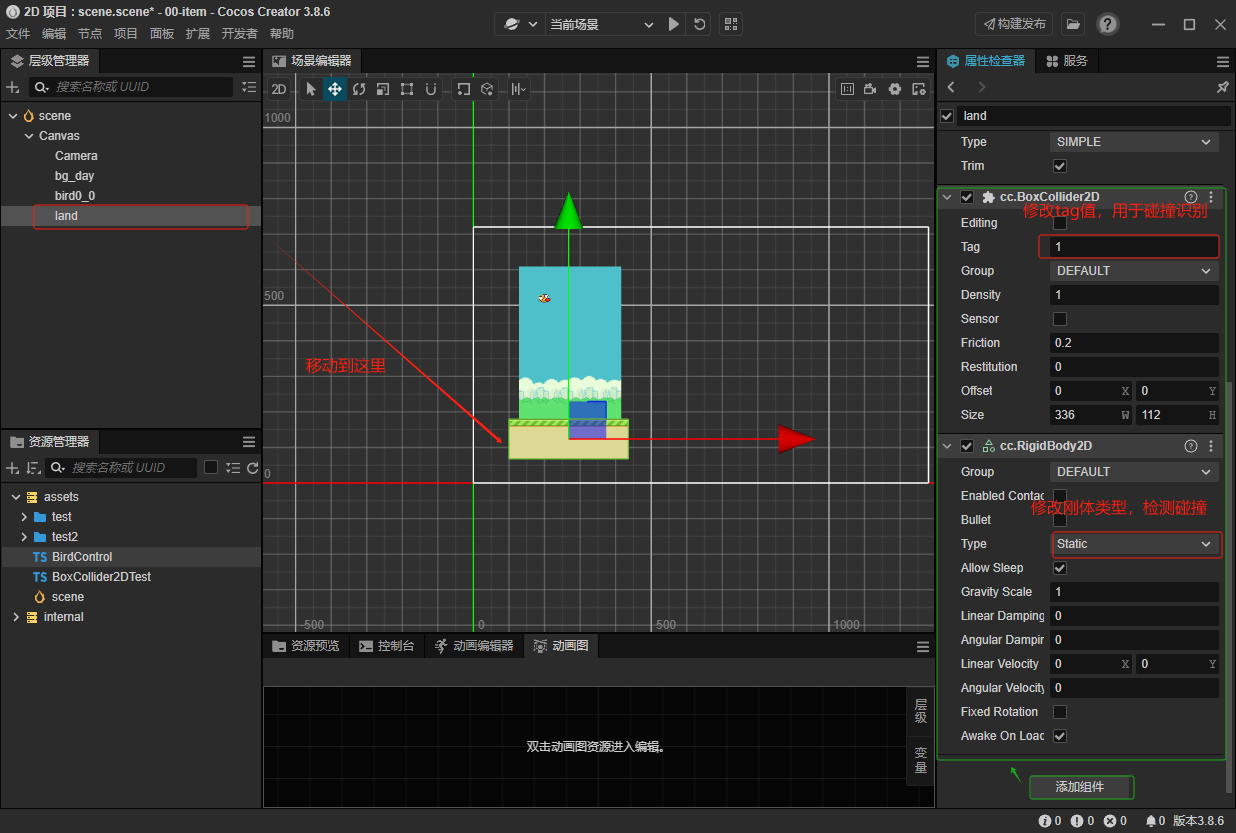 2D 项目 : scene.scene* - 00-item - Cocos Creator 3.8.6
文件 编辑 节点 项目 面板 扩展 开发者 帮助
当前场景
构建发布
层级管理器
搜索名称或 UUID
scene
Canvas
Camera
bg_day
bird0_0
land
资源管理器
搜索名称或 UUID
assets
test
test2
TS BirdControl
TS BoxCollider2DTest
scene
internal
场景编辑器
2D
1000
500
0
-500
0
500
1000
移动到这里
资源预览
控制台
动画编辑器
动画图
双击动画图资源进入编辑。
层级
变量
属性检查器
服务
land
Type SIMPLE
Trim
cc.BoxCollider2D
修改tag值，用于碰撞识别
Editing
Tag 1
Group DEFAULT
Density 1
Sensor
Friction 0.2
Restitution 0
Offset 0 X 0 Y
Size 336 W 112 H
cc.RigidBody2D
Group DEFAULT
Enabled Contac
修改刚体类型，检测碰撞
Bullet
Type Static
Allow Sleep
Gravity Scale 1
Linear Damping 0
Angular Dampir 0
Linear Velocity 0 X 0 Y
Angular Velocity 0
Fixed Rotation
Awake On Load
添加组件
0 0 0 0 版本3.8.6